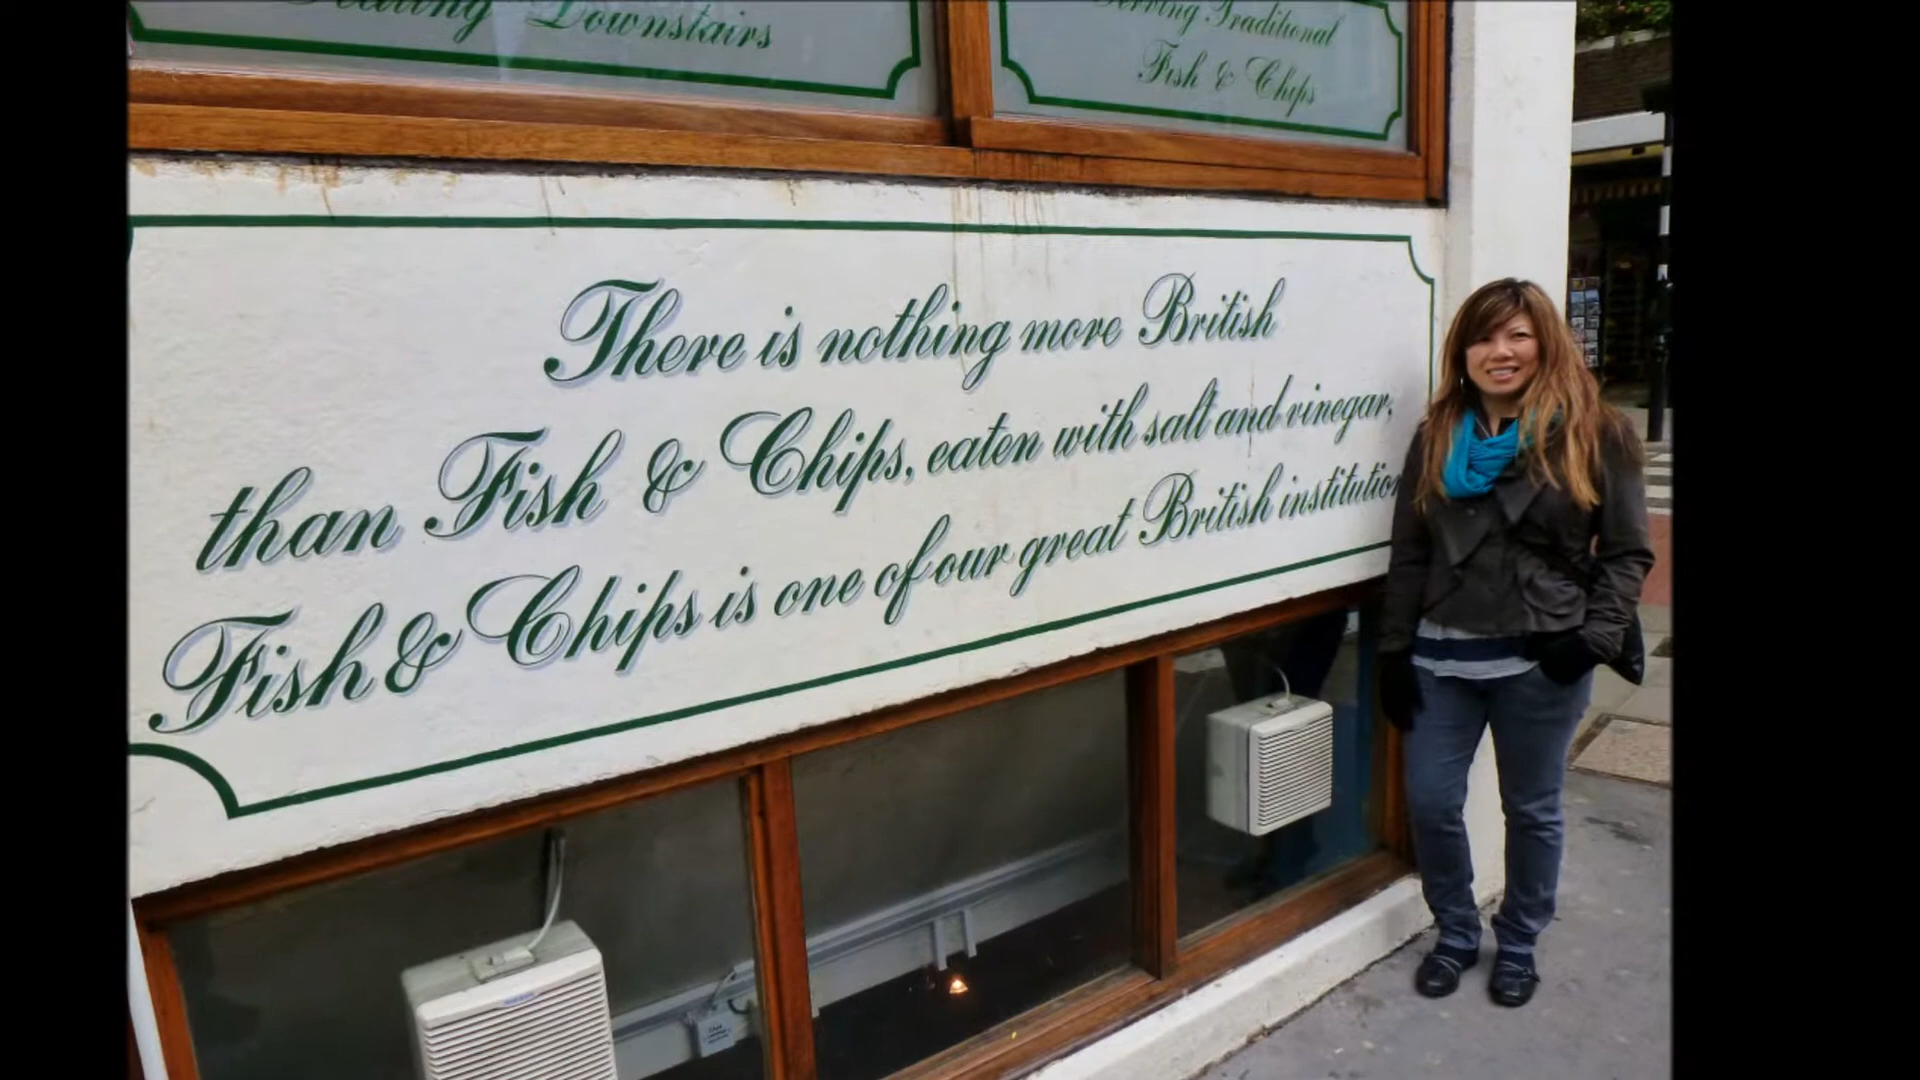 Seating Downstairs
Serving Traditional
Fish & Chips
There is nothing more British
than Fish & Chips, eaten with salt and vinegar,
Fish & Chips is one of our great British institution